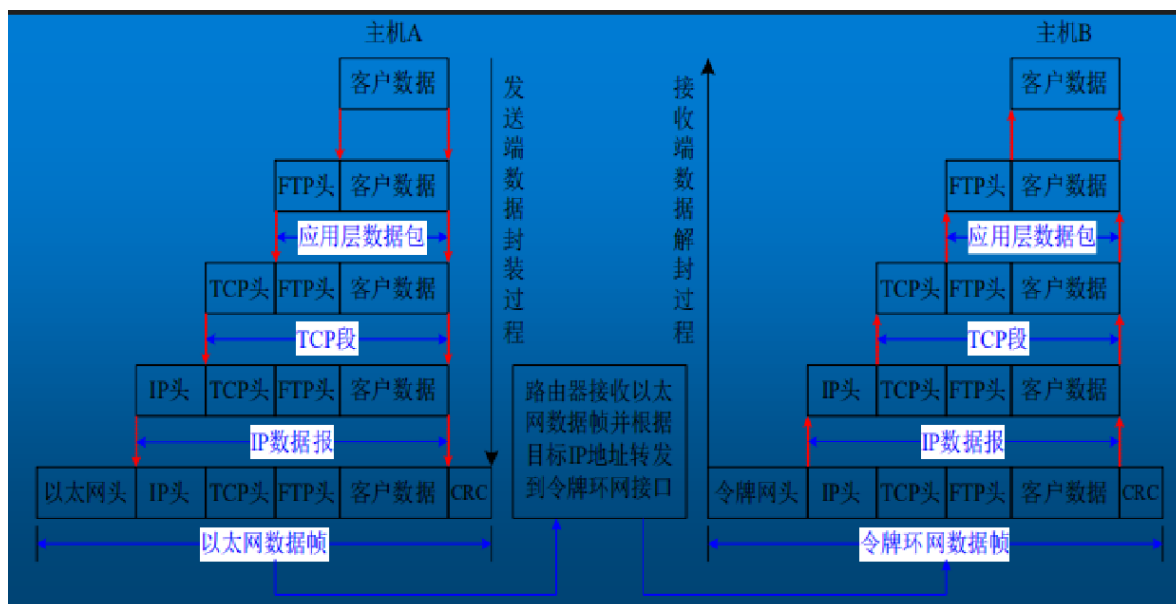 主机A
主机B
客户数据
发送端数据封装过程
接收端数据解封过程
客户数据
FTP头 客户数据
FTP头 客户数据
应用层数据包
应用层数据包
TCP头 FTP头 客户数据
TCP头 FTP头 客户数据
TCP段
TCP段
IP头 TCP头 FTP头 客户数据
路由器接收以太
网数据帧并根据
目标IP地址转发
到令牌环网接口
IP头 TCP头 FTP头 客户数据
IP数据报
IP数据报
以太网头 IP头 TCP头 FTP头 客户数据 CRC
令牌网头 IP头 TCP头 FTP头 客户数据 CRC
以太网数据帧
令牌环网数据帧